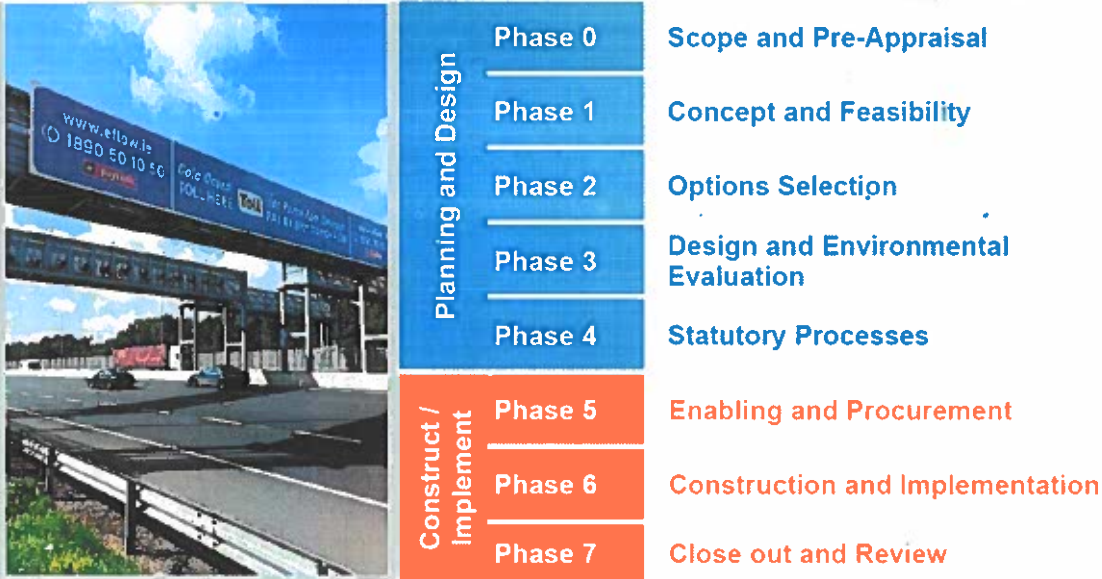 www.eflow.ie
1890 50 10 50
TOLL HERE
Toll
Planning and Design
Phase 0
Scope and Pre-Appraisal
Phase 1
Concept and Feasibility
Phase 2
Options Selection
Phase 3
Design and Environmental
Evaluation
Phase 4
Statutory Processes
Construct /
Implement
Phase 5
Enabling and Procurement
Phase 6
Construction and Implementation
Phase 7
Close out and Review